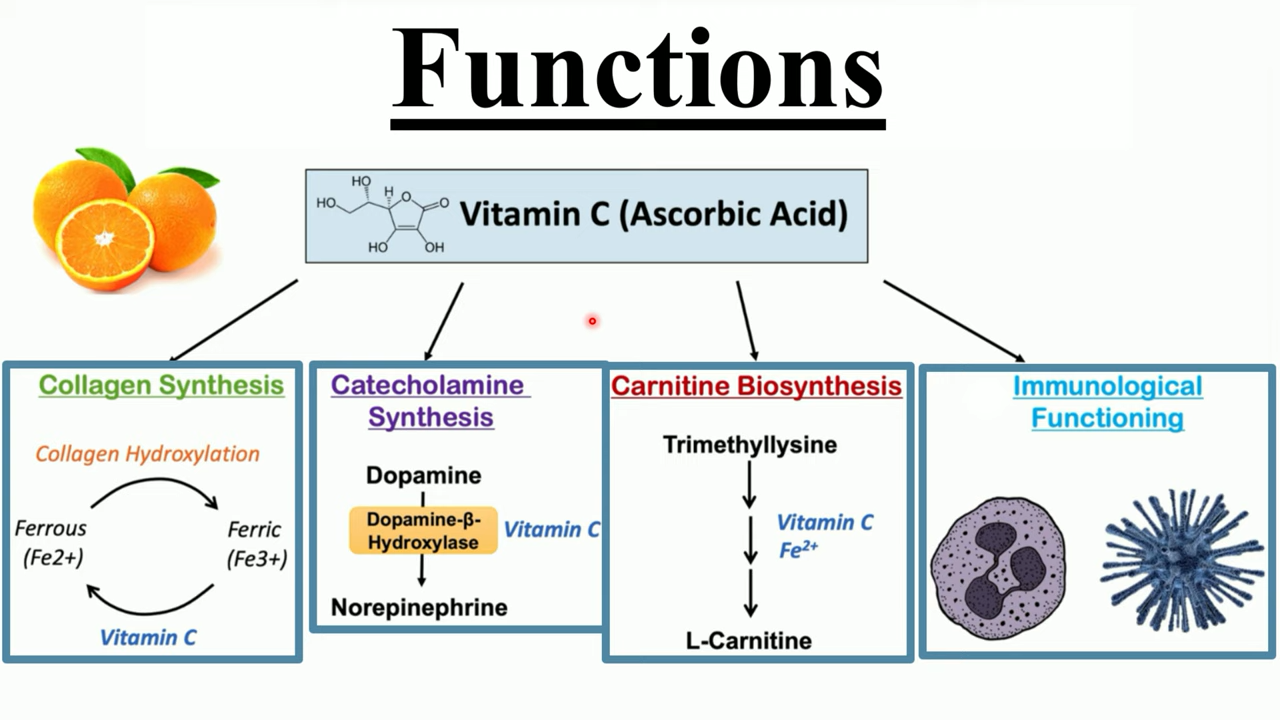 Functions
HO
H
HO
O
O
HO
OH
Vitamin C (Ascorbic Acid)
Collagen Synthesis
Collagen Hydroxylation
Ferrous
(Fe2+)
Ferric
(Fe3+)
Vitamin C
Catecholamine
Synthesis
Dopamine
Dopamine-β-
Hydroxylase
Vitamin C
Norepinephrine
Carnitine Biosynthesis
Trimethyllysine
Vitamin C
Fe²⁺
L-Carnitine
Immunological
Functioning